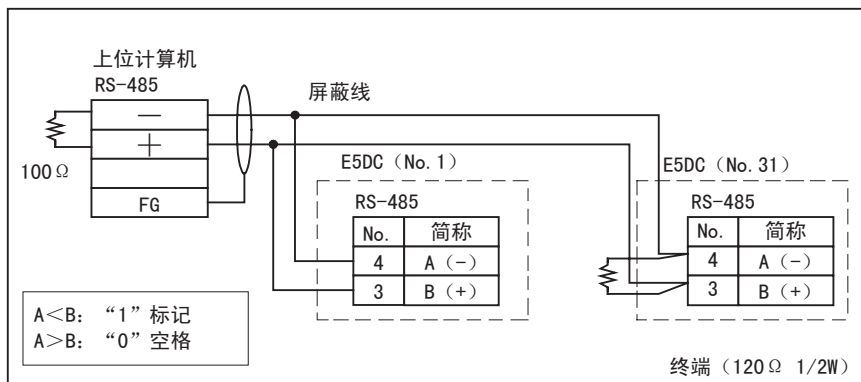 上位计算机
RS-485
屏蔽线
－
＋
100Ω
FG
E5DC（No.1）
RS-485
No. 简称
4 A（-）
3 B（+）
E5DC（No.31）
RS-485
No. 简称
4 A（-）
3 B（+）
A＜B：“1”标记
A＞B：“0”空格
终端（120Ω 1/2W）